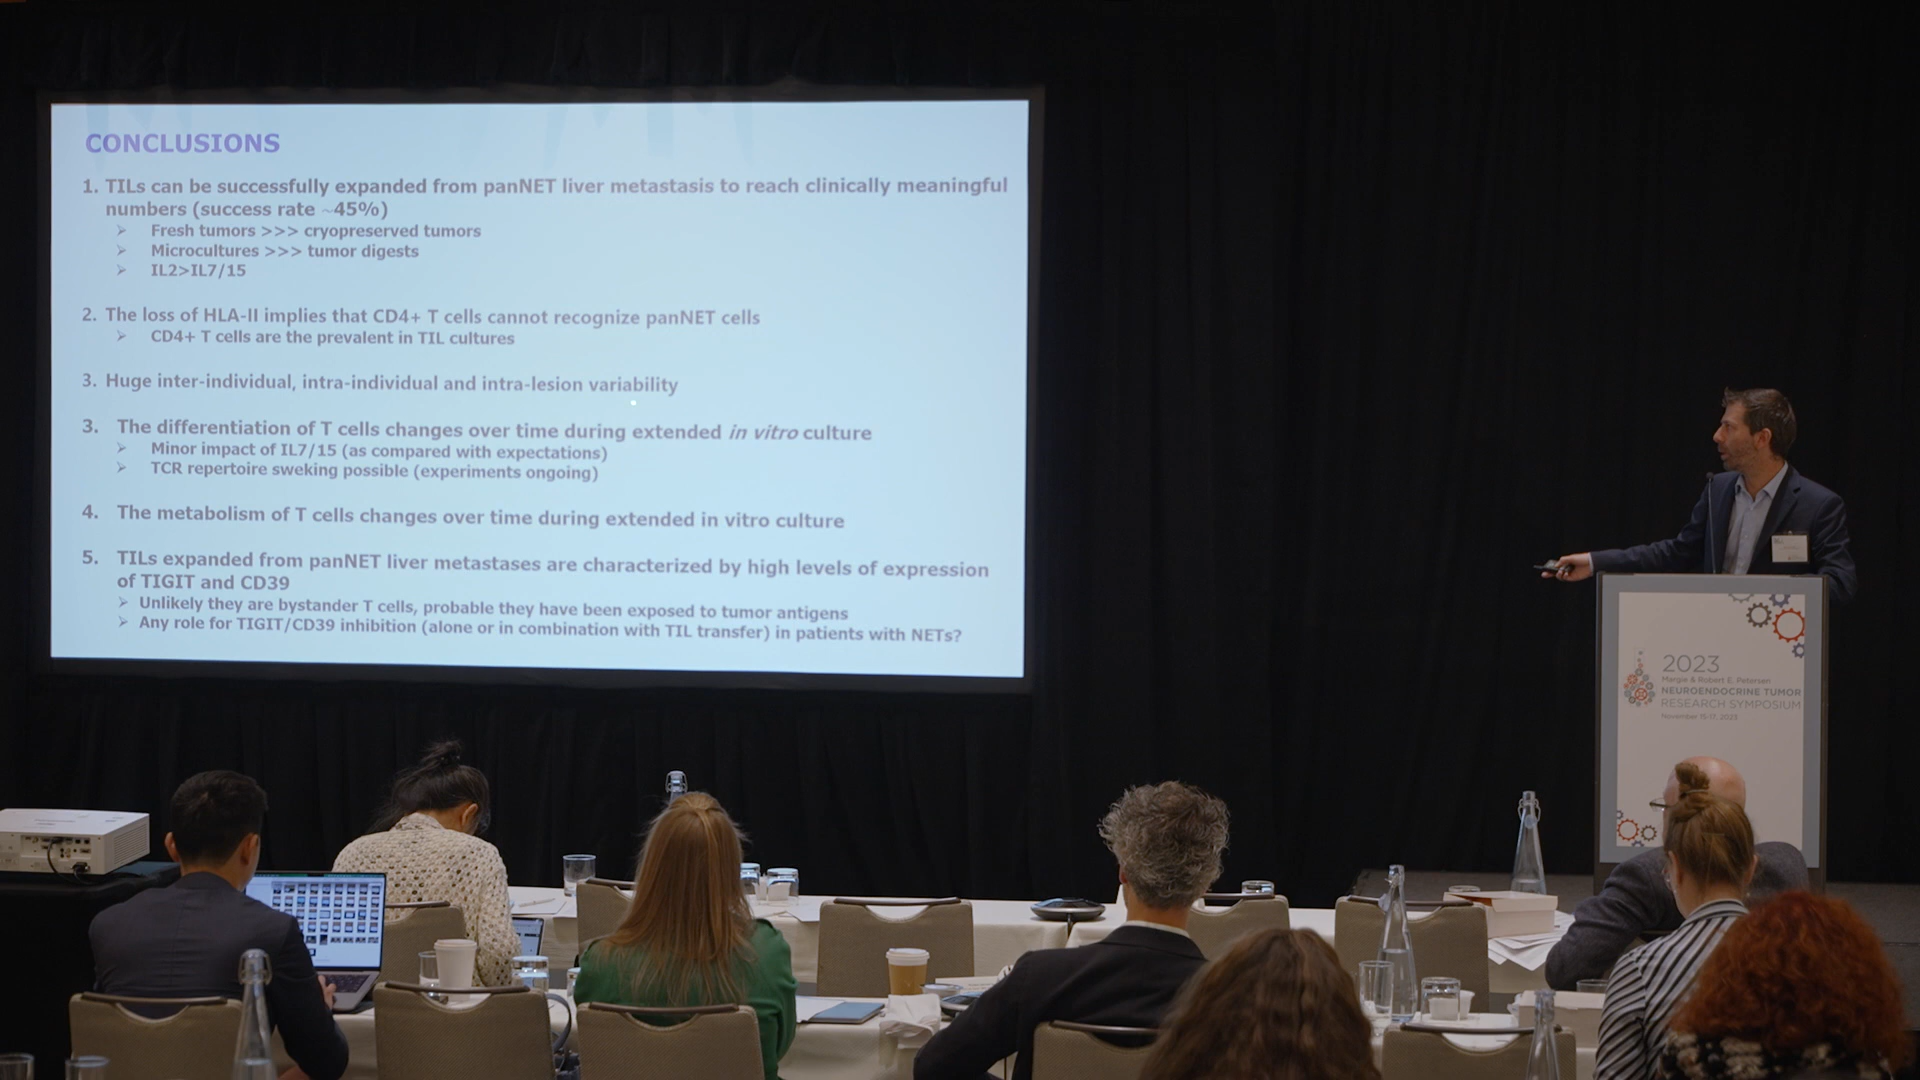 CONCLUSIONS
1. TILs can be successfully expanded from panNET liver metastasis to reach clinically meaningful
numbers (success rate ~45%)
➢ Fresh tumors >>> cryopreserved tumors
➢ Microcultures >>> tumor digests
➢ IL2>IL7/15
2. The loss of HLA-II implies that CD4+ T cells cannot recognize panNET cells
➢ CD4+ T cells are the prevalent in TIL cultures
3. Huge inter-individual, intra-individual and intra-lesion variability
3. The differentiation of T cells changes over time during extended in vitro culture
➢ Minor impact of IL7/15 (as compared with expectations)
➢ TCR repertoire sweking possible (experiments ongoing)
4. The metabolism of T cells changes over time during extended in vitro culture
5. TILs expanded from panNET liver metastases are characterized by high levels of expression
of TIGIT and CD39
➢ Unlikely they are bystander T cells, probable they have been exposed to tumor antigens
➢ Any role for TIGIT/CD39 inhibition (alone or in combination with TIL transfer) in patients with NETs?
2023
Margie & Robert E. Petersen
NEUROENDOCRINE TUMOR
RESEARCH SYMPOSIUM
November 15-17, 2023